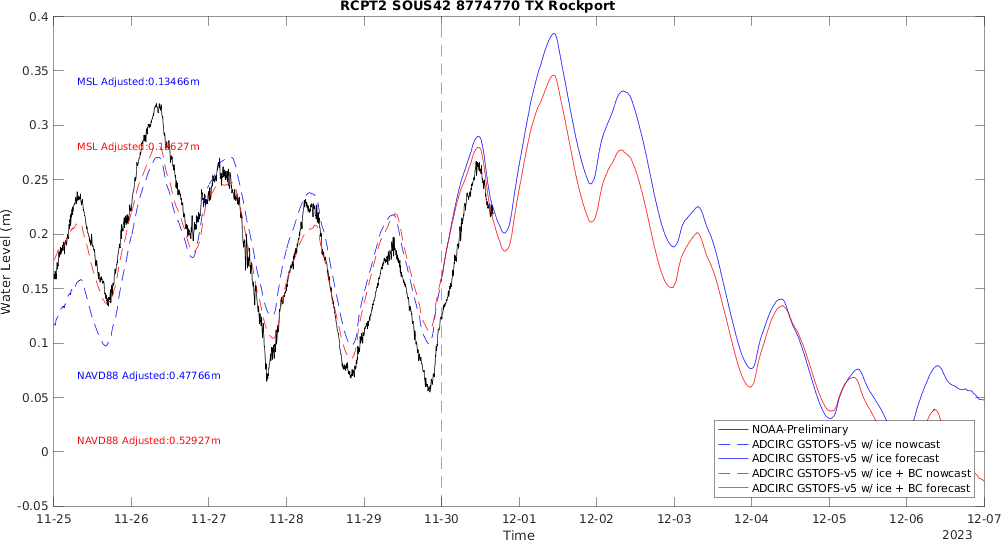 RCPT2 SOUS42 8774770 TX Rockport
0.4
0.35
0.3
0.25
0.2
0.15
0.1
0.05
0
-0.05
Water Level (m)
MSL Adjusted:0.13466m
MSL Adjusted:0.18627m
NAVD88 Adjusted:0.47766m
NAVD88 Adjusted:0.52927m
NOAA-Preliminary
ADCIRC GSTOFS-v5 w/ ice nowcast
ADCIRC GSTOFS-v5 w/ ice forecast
ADCIRC GSTOFS-v5 w/ ice + BC nowcast
ADCIRC GSTOFS-v5 w/ ice + BC forecast
11-25 11-26 11-27 11-28 11-29 11-30 12-01 12-02 12-03 12-04 12-05 12-06 12-07
Time
2023